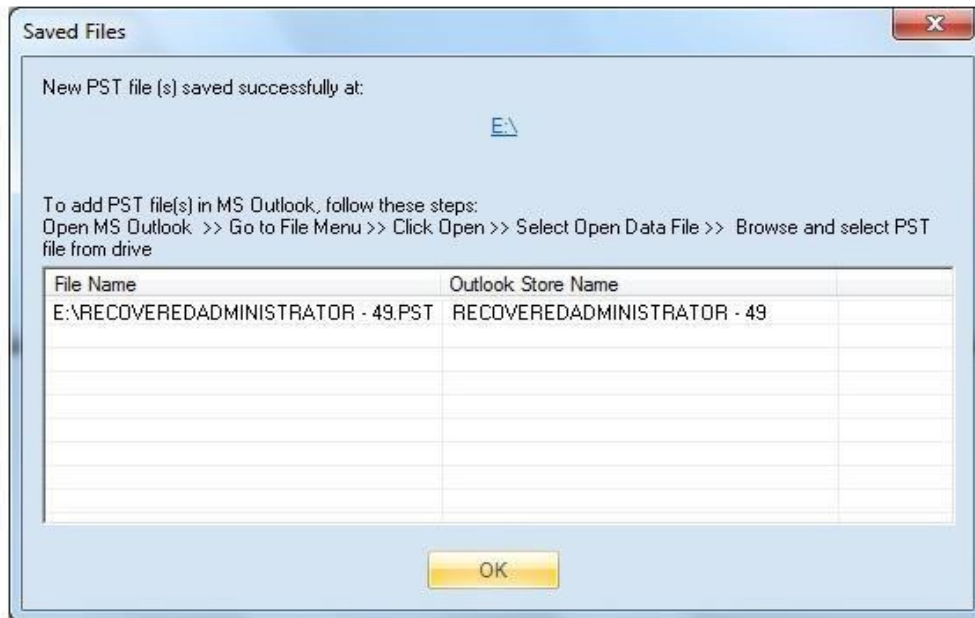 Saved Files
New PST file (s) saved successfully at:
E:\
To add PST file(s) in MS Outlook, follow these steps:
Open MS Outlook >> Go to File Menu >> Click Open >> Select Open Data File >> Browse and select PST
file from drive
File Name Outlook Store Name
E:\RECOVEREDADMINISTRATOR - 49.PST RECOVEREDADMINISTRATOR - 49
OK